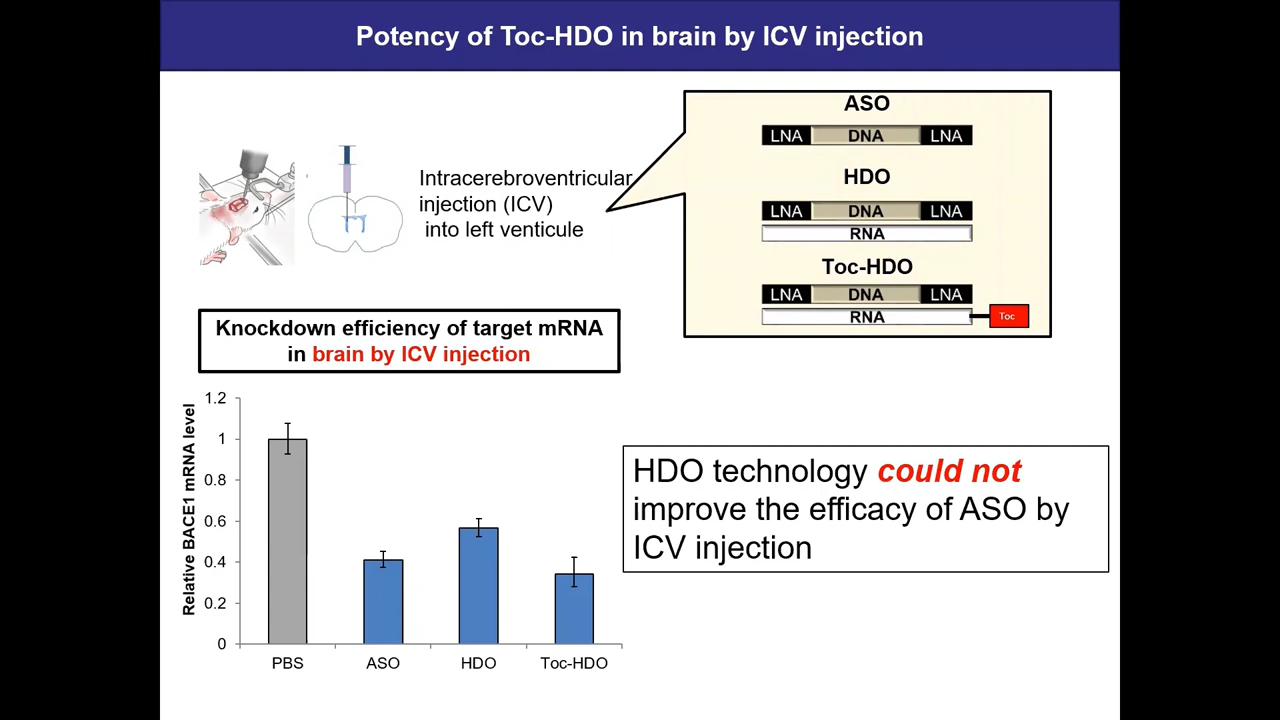 Potency of Toc-HDO in brain by ICV injection
Intracerebroventricular
injection (ICV)
into left venticule
ASO
LNA DNA LNA
HDO
LNA DNA LNA
RNA
Toc-HDO
LNA DNA LNA
RNA Toc
Knockdown efficiency of target mRNA
in brain by ICV injection
Relative BACE1 mRNA level
1.2
1
0.8
0.6
0.4
0.2
0
PBS ASO HDO Toc-HDO
HDO technology could not
improve the efficacy of ASO by
ICV injection